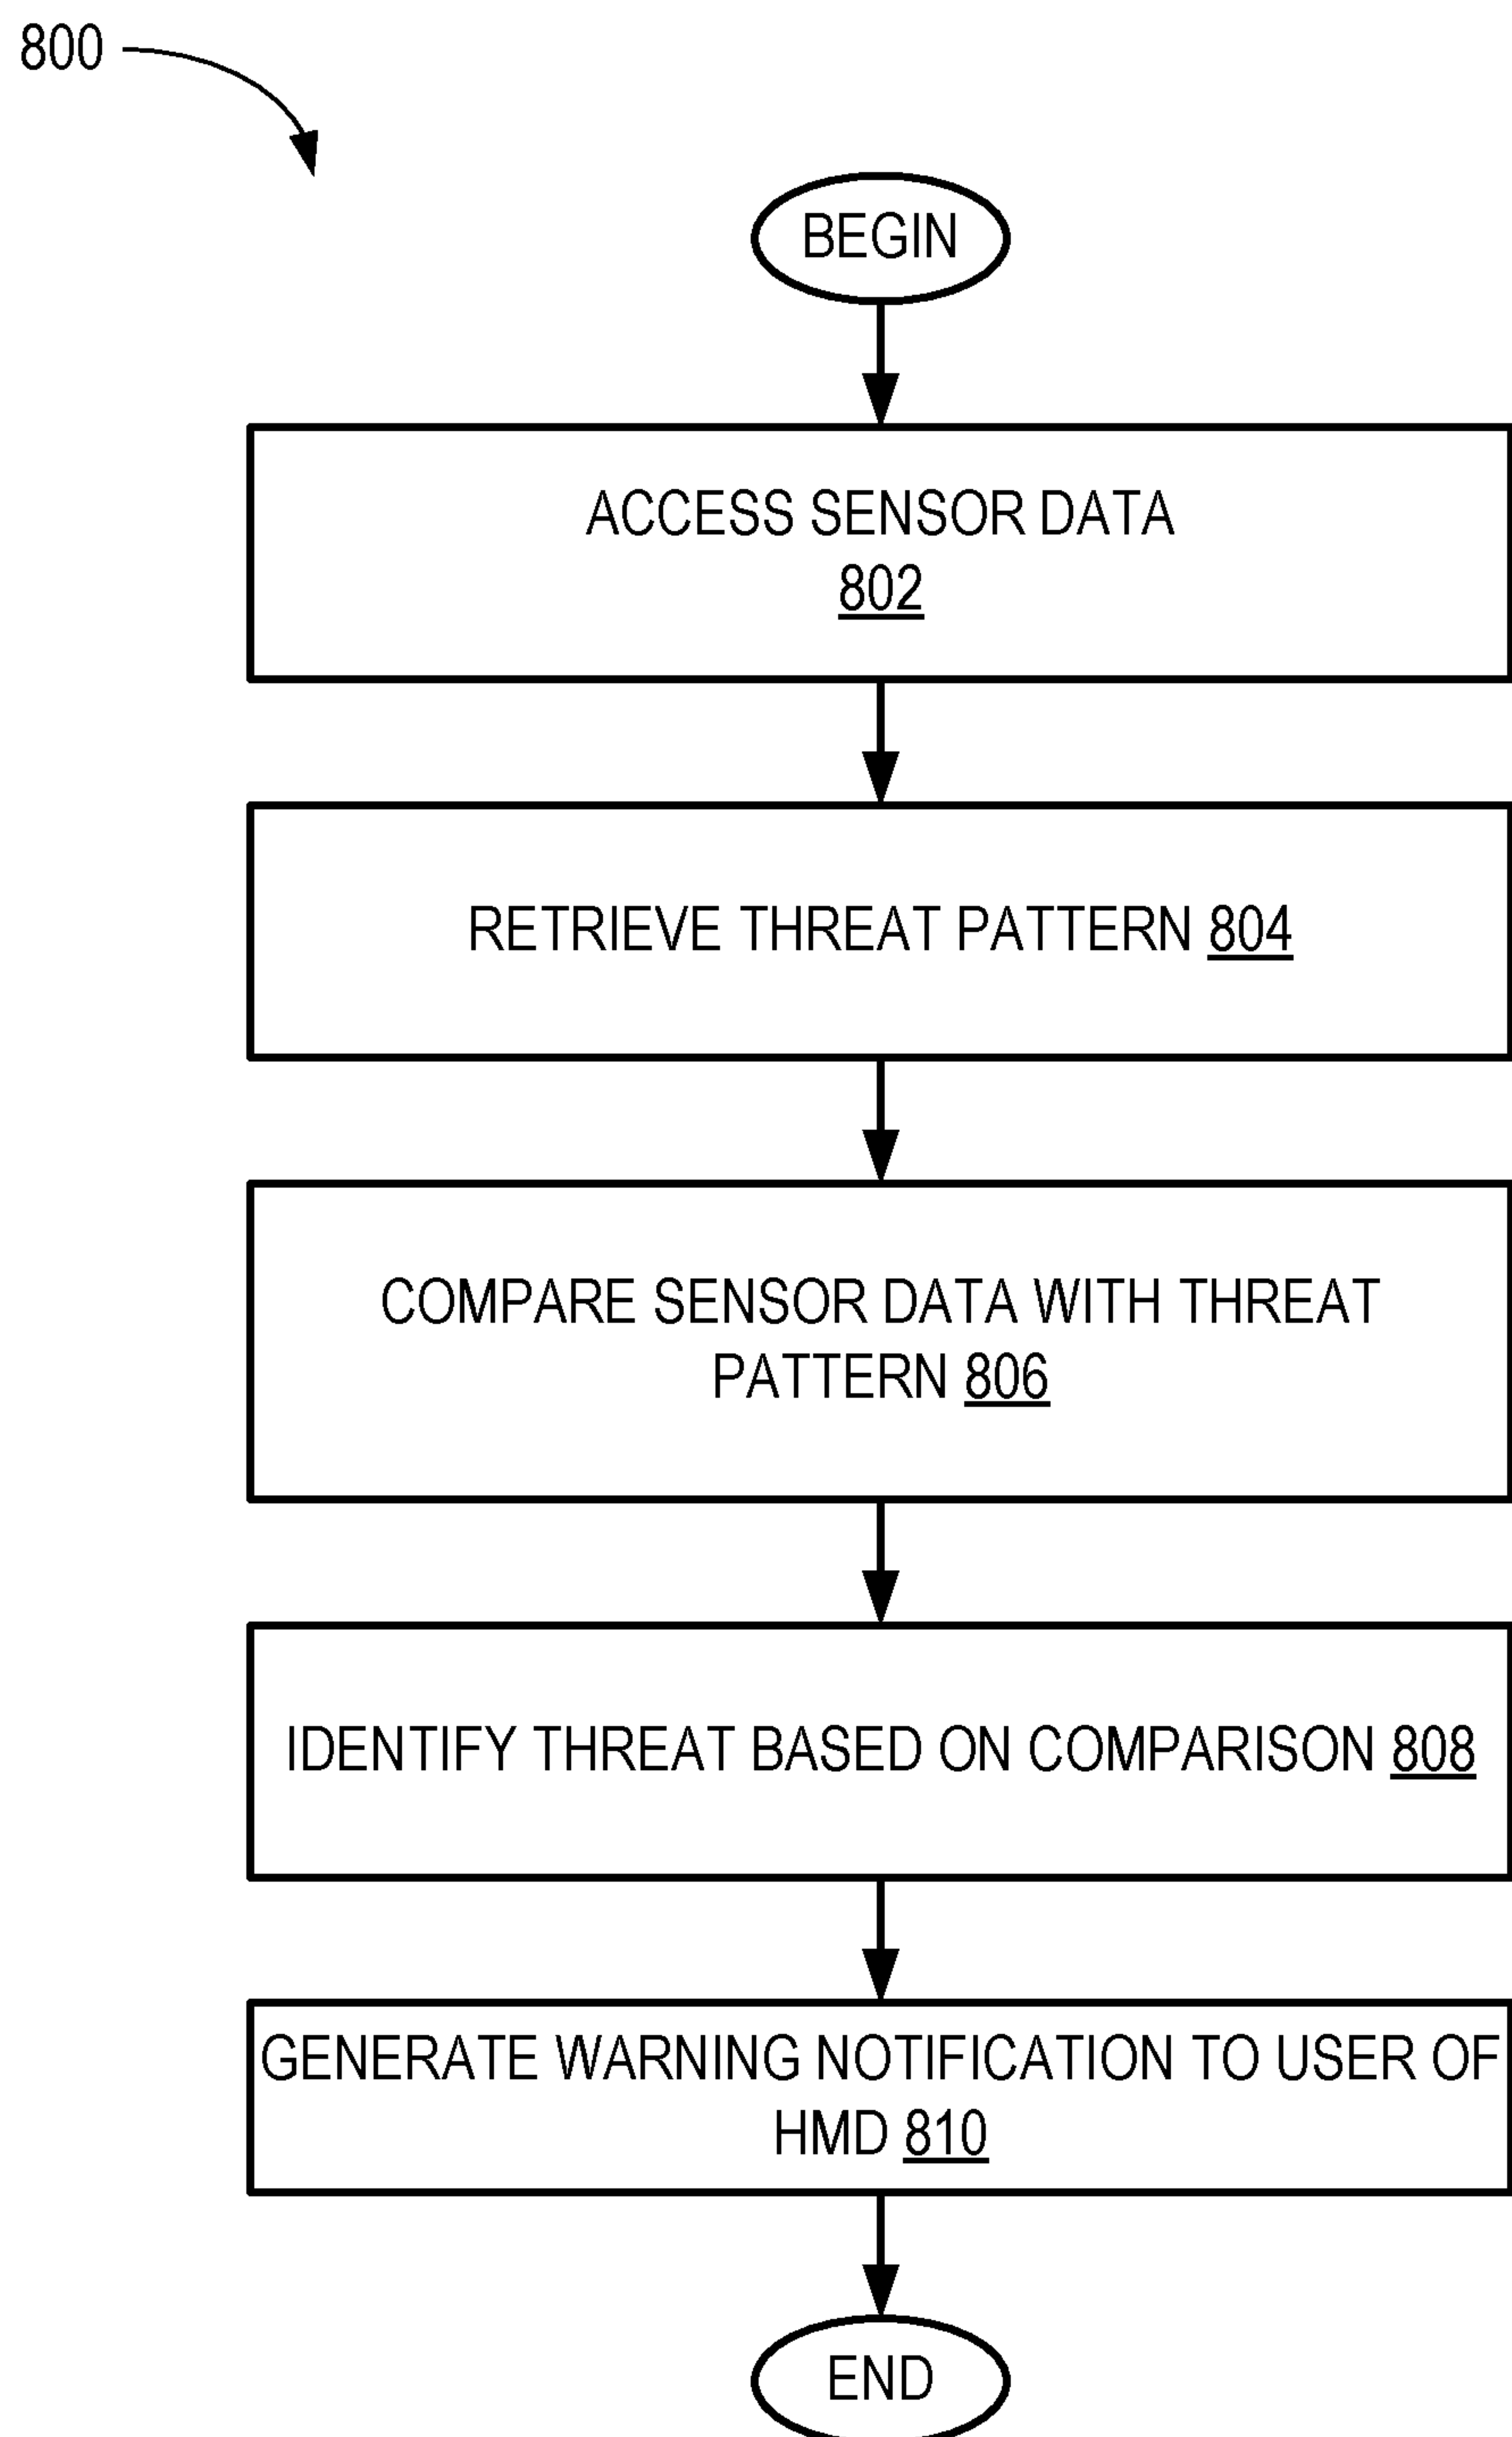 800
BEGIN
ACCESS SENSOR DATA
802
RETRIEVE THREAT PATTERN 804
COMPARE SENSOR DATA WITH THREAT
PATTERN 806
IDENTIFY THREAT BASED ON COMPARISON 808
GENERATE WARNING NOTIFICATION TO USER OF
HMD 810
END